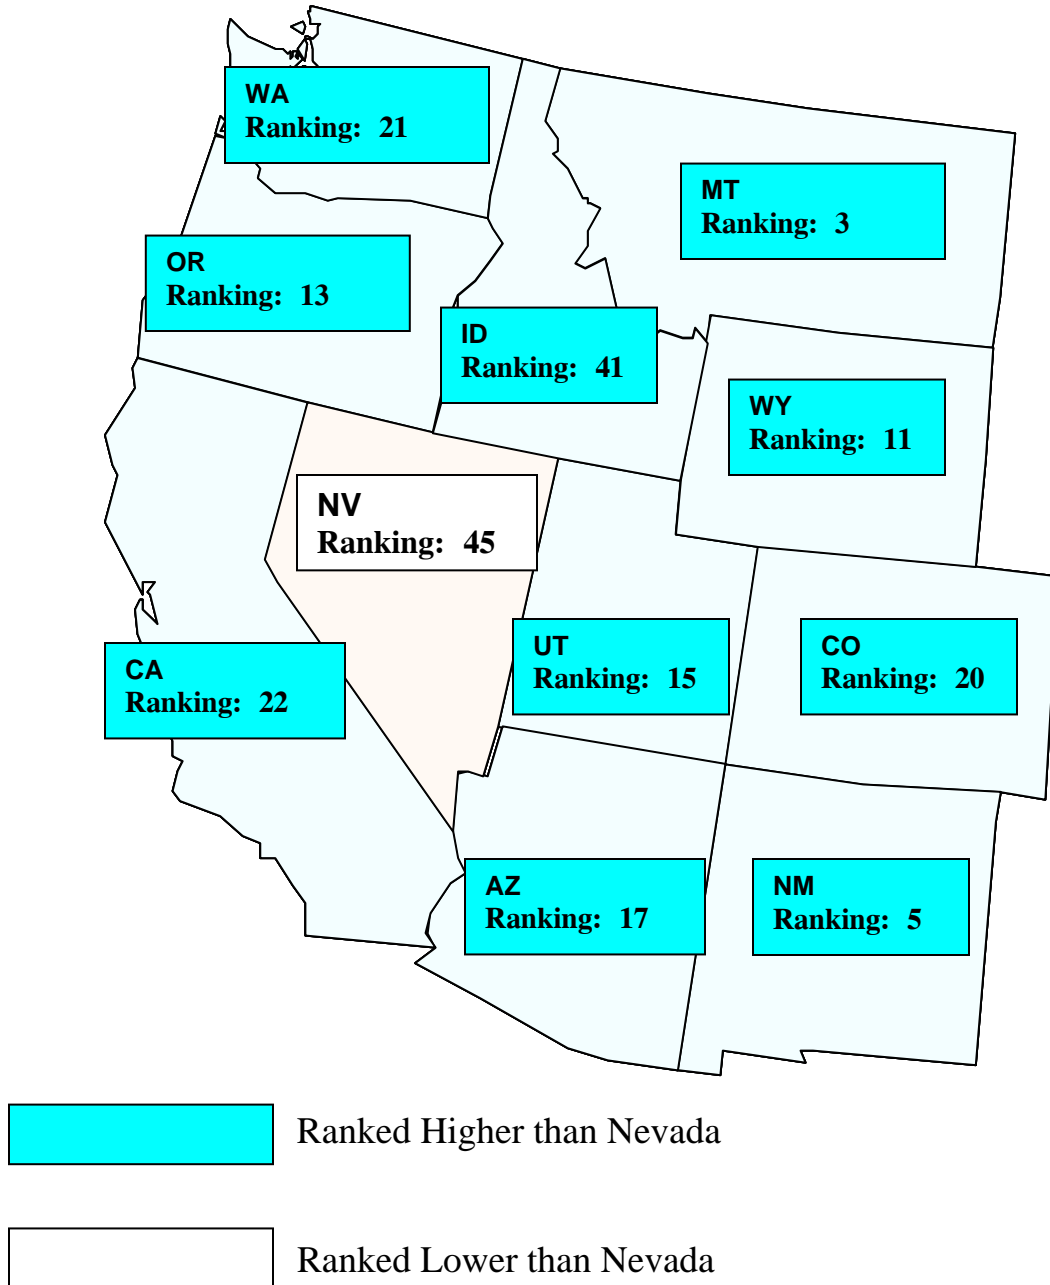 WA
Ranking: 21
MT
Ranking: 3
OR
Ranking: 13
ID
Ranking: 41
WY
Ranking: 11
NV
Ranking: 45
UT
Ranking: 15
CO
Ranking: 20
CA
Ranking: 22
AZ
Ranking: 17
NM
Ranking: 5
Ranked Higher than Nevada
Ranked Lower than Nevada